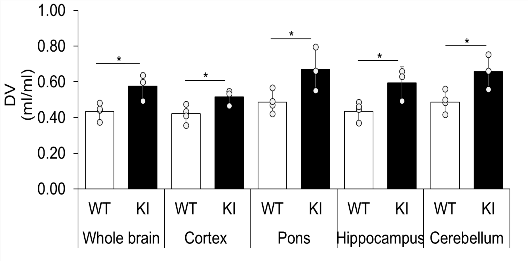 1.00
0.80
0.60
0.40
0.20
0.00
DV
(ml/ml)
* * * * *
WT KI WT KI WT KI WT KI WT KI
Whole brain Cortex Pons Hippocampus Cerebellum